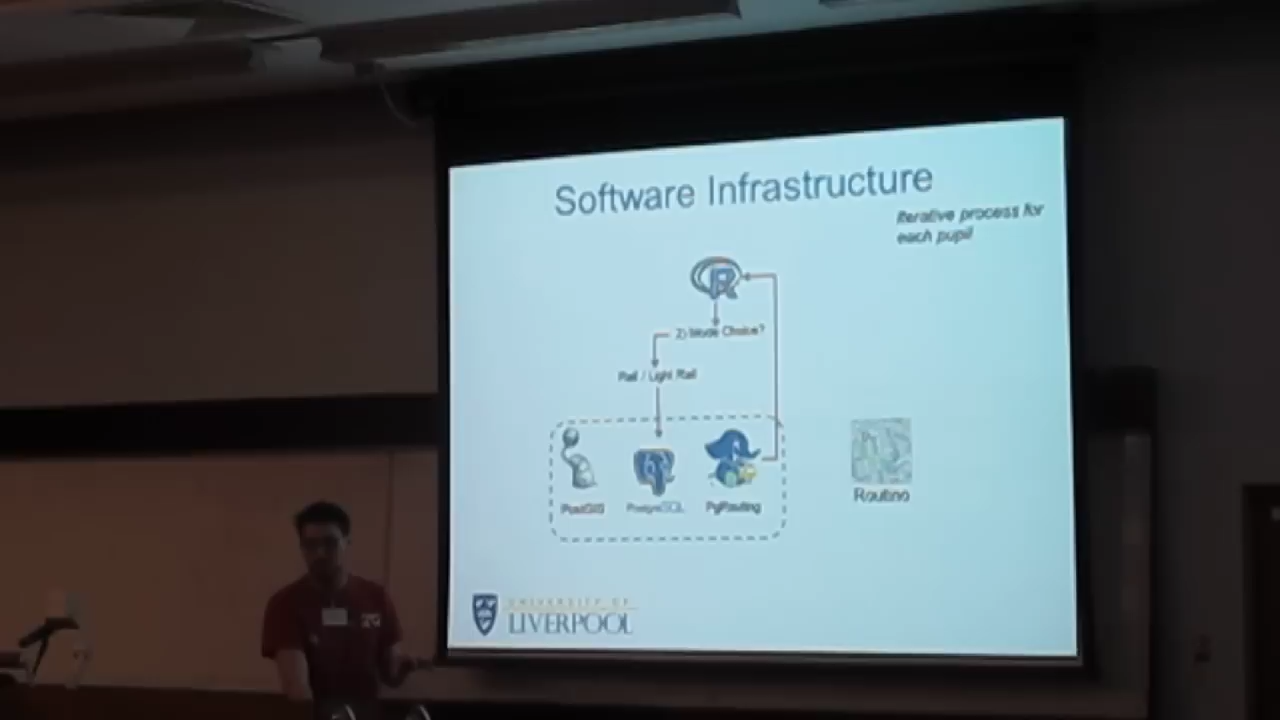 Software Infrastructure
Iterative process for
each pupil
2) Mode Choice?
Rail / Light Rail
PostGIS
PostgreSQL
PgRouting
Routino
UNIVERSITY OF
LIVERPOOL